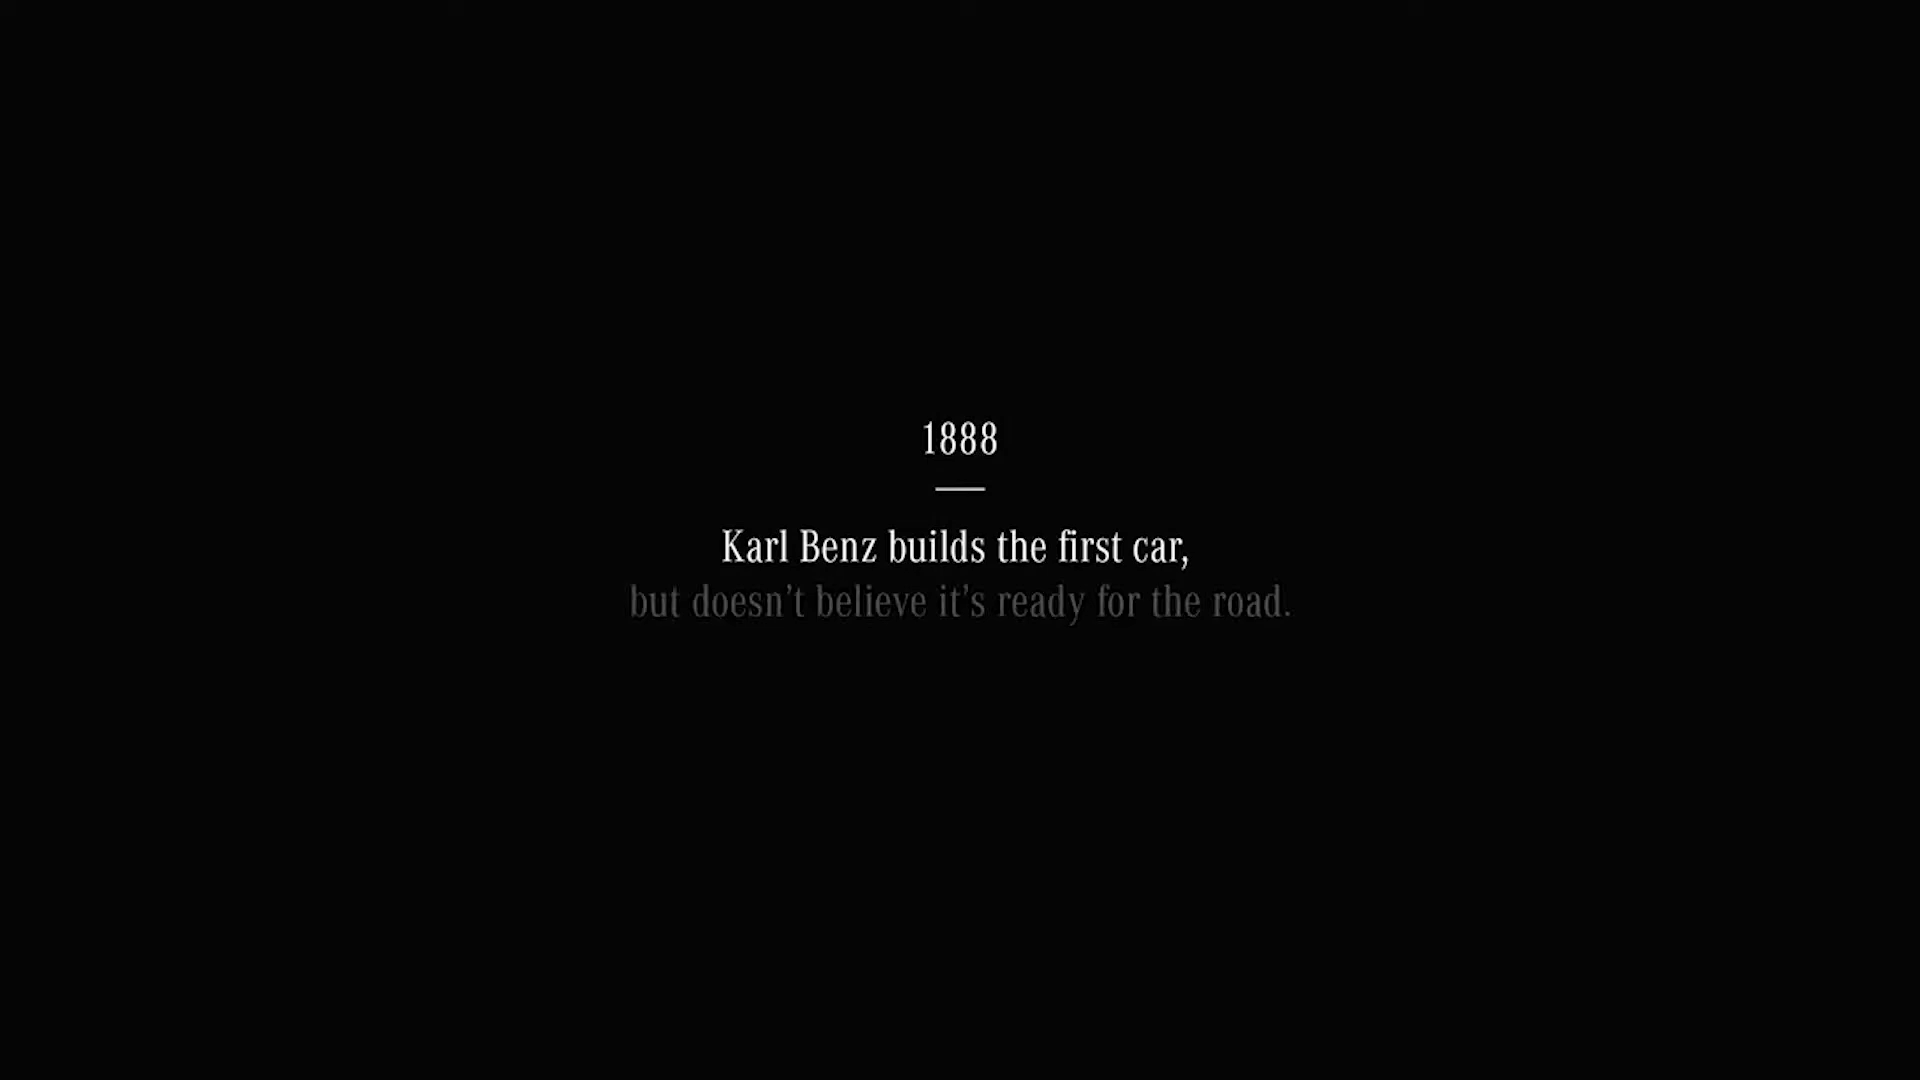 1888
Karl Benz builds the first car,
but doesn’t believe it’s ready for the road.